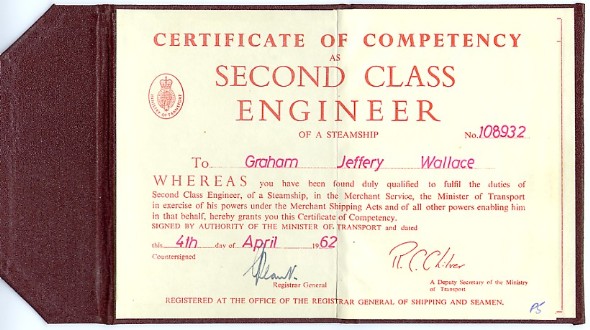 CERTIFICATE OF COMPETENCY
AS
SECOND CLASS
ENGINEER
OF A STEAMSHIP
No. 108932
MINISTRY OF TRANSPORT
To Graham Jeffery Wallace
WHEREAS you have been found duly qualified to fulfil the duties of
Second Class Engineer, of a Steamship, in the Merchant Service, the Minister of Transport
in exercise of his powers under the Merchant Shipping Acts and of all other powers enabling him
in that behalf, hereby grants you this Certificate of Competency.
SIGNED BY AUTHORITY OF THE MINISTER OF TRANSPORT and dated
this 4th day of April 1962
Countersigned
R. C. Chilver
Registrar General
A Deputy Secretary of the Ministry
of Transport
REGISTERED AT THE OFFICE OF THE REGISTRAR GENERAL OF SHIPPING AND SEAMEN.
PS